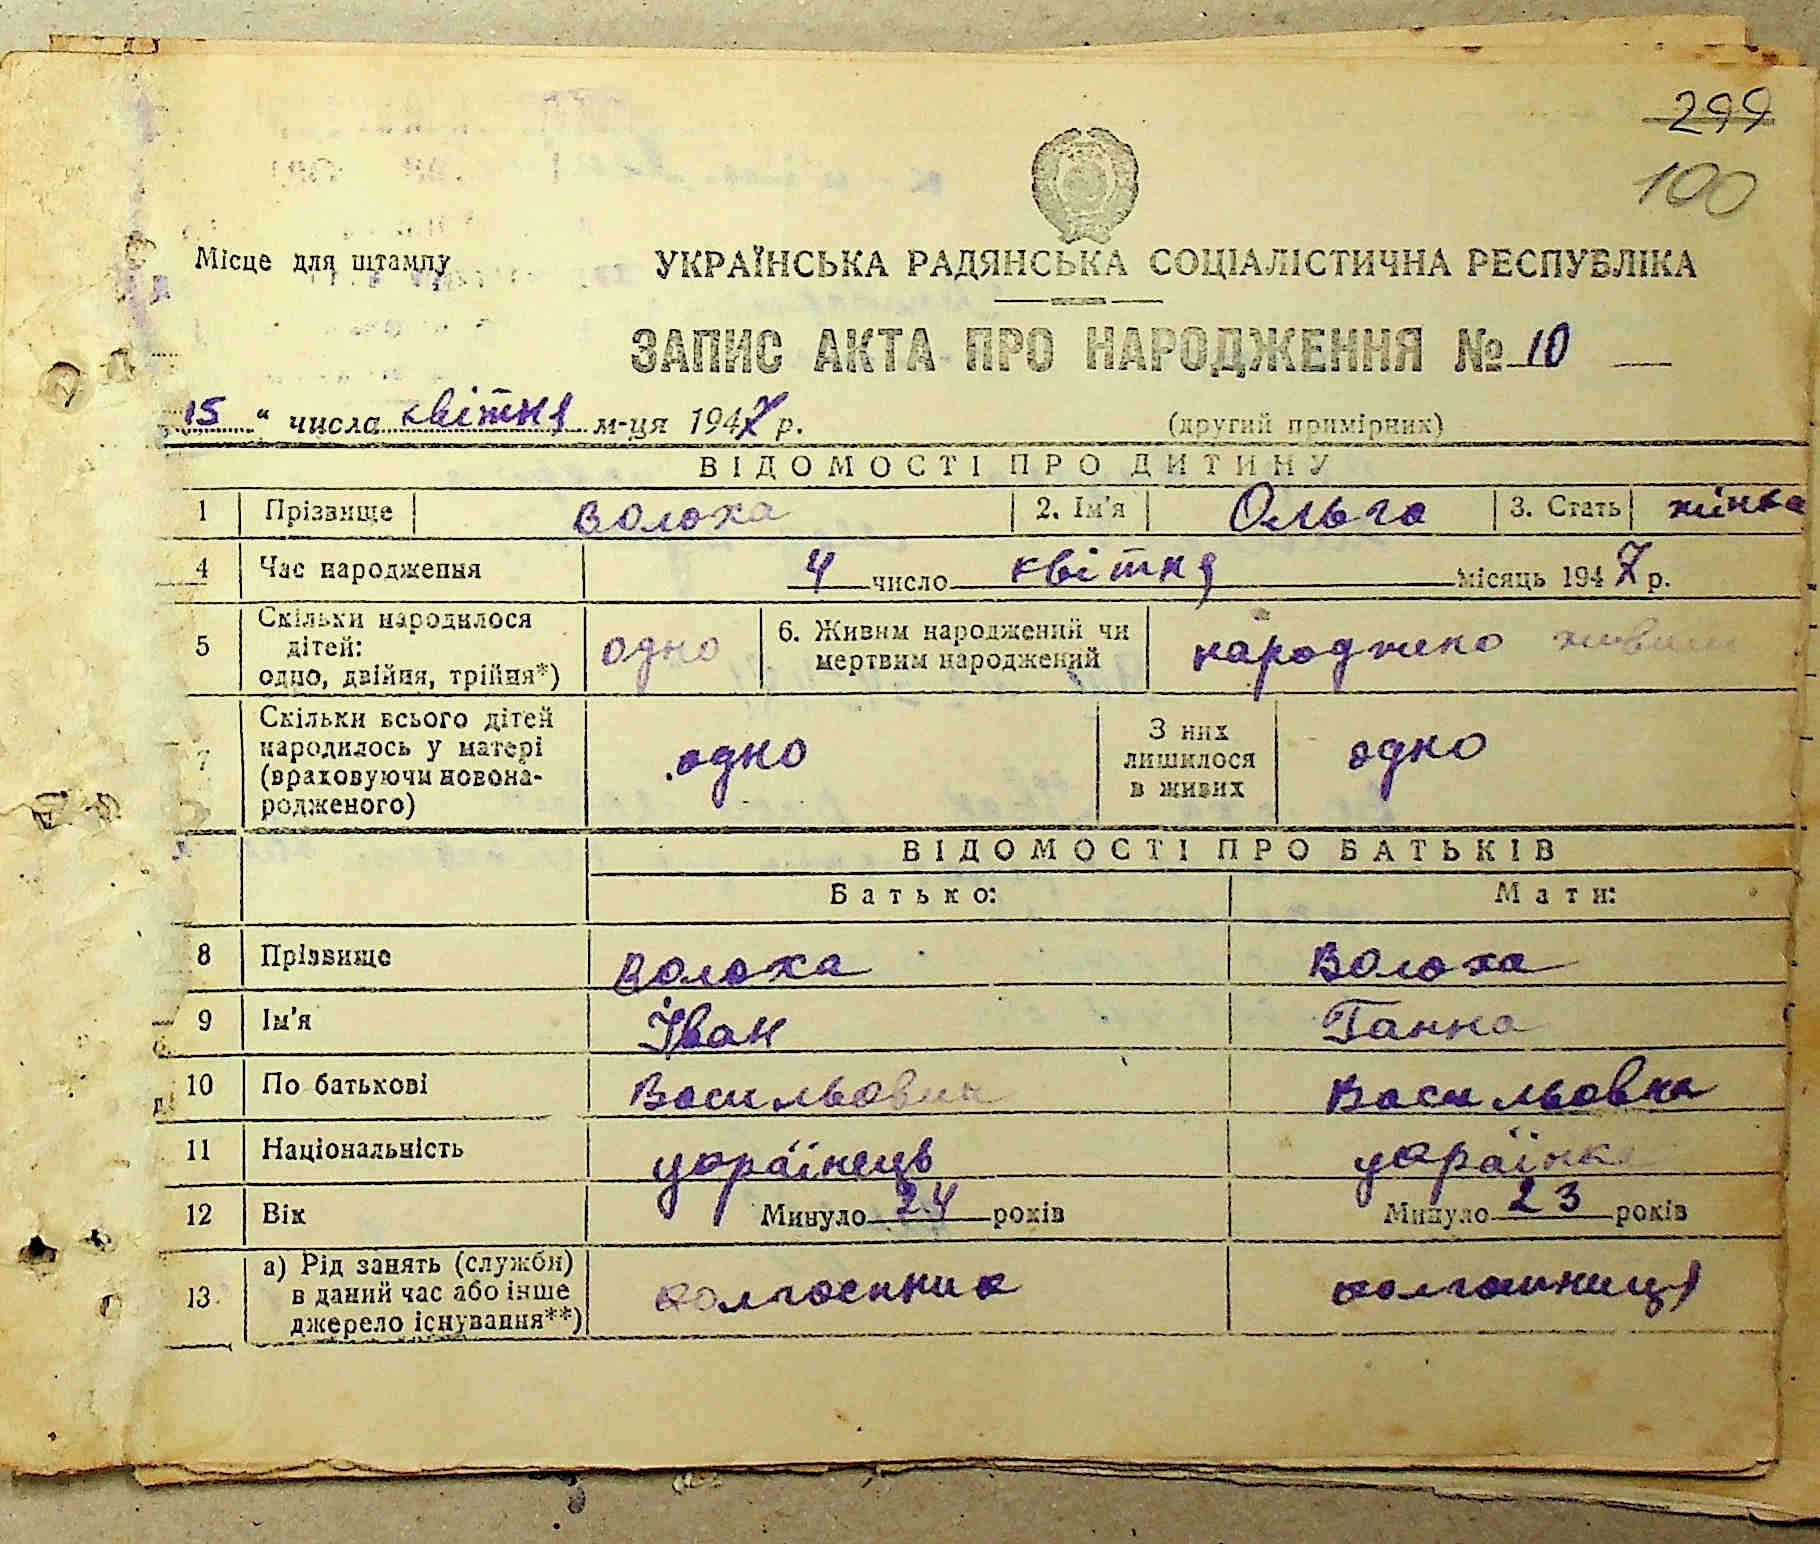 299
100
Місце для штампу
УКРАЇНСЬКА РАДЯНСЬКА СОЦІАЛІСТИЧНА РЕСПУБЛІКА
ЗАПИС АКТА ПРО НАРОДЖЕННЯ № 10
15 " числа квітня м-ця 1947 р. (другий примірник)
ВІДОМОСТІ ПРО ДИТИНУ
1 Прізвище Волоха 2. Ім'я Ольга 3. Стать жінка
4 Час народження 4 число квітня місяць 1947 р.
5 Скільки народилося дітей: одно, двійня, трійня*) одно 6. Живим народжений чи мертвим народжений народжено живим
7 Скільки всього дітей народилось у матері (враховуючи новонародженого) одно З них лишилося в живих одно
ВІДОМОСТІ ПРО БАТЬКІВ
Батько: Мати:
8 Прізвище Волоха Волоха
9 Ім'я Іван Ганна
10 По батькові Васильович Васильовна
11 Національність українець українка
12 Вік Минуло 24 років Минуло 23 років
13. а) Рід занять (служби) в даний час або інше джерело існування**) колгоспник колгоспниця